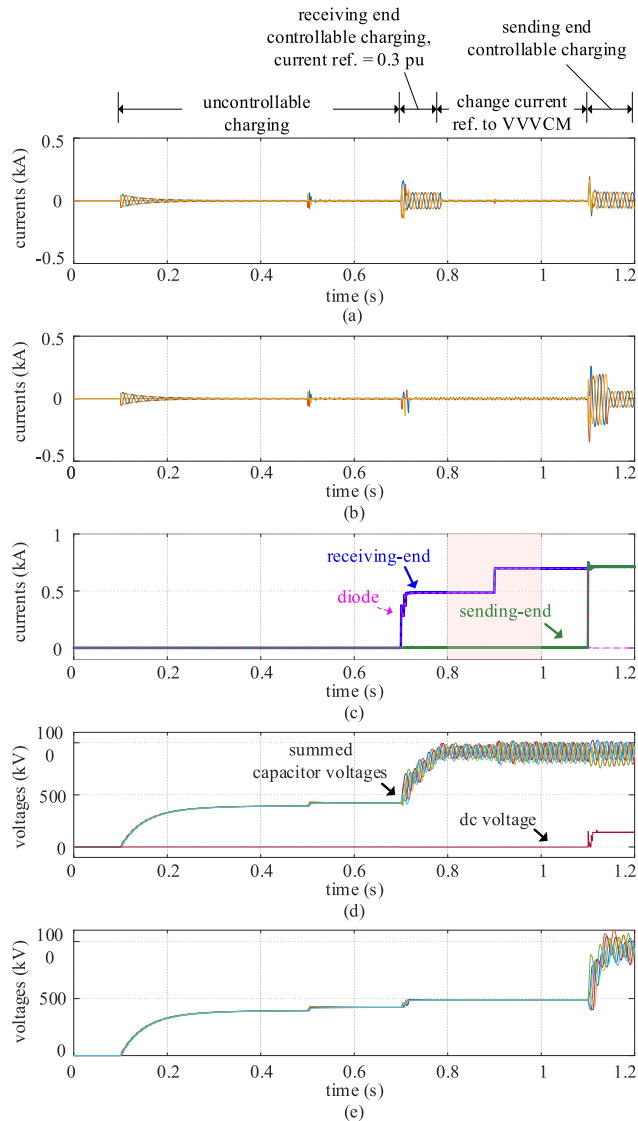 receiving end
controllable charging,
current ref. = 0.3 pu
sending end
controllable charging
uncontrollable
charging
change current
ref. to VVVCM
currents (kA)
0.5
0
-0.5
0
0.2
0.4
0.6
0.8
1
1.2
time (s)
(a)
currents (kA)
0.5
0
-0.5
0
0.2
0.4
0.6
0.8
1
1.2
time (s)
(b)
currents (kA)
1
0.5
0
receiving-end
diode
sending-end
0
0.2
0.4
0.6
0.8
1
1.2
time (s)
(c)
voltages (kV)
100
0
500
0
summed
capacitor voltages
dc voltage
0
0.2
0.4
0.6
0.8
1
1.2
time (s)
(d)
voltages (kV)
100
0
500
0
0
0.2
0.4
0.6
0.8
1
1.2
time (s)
(e)